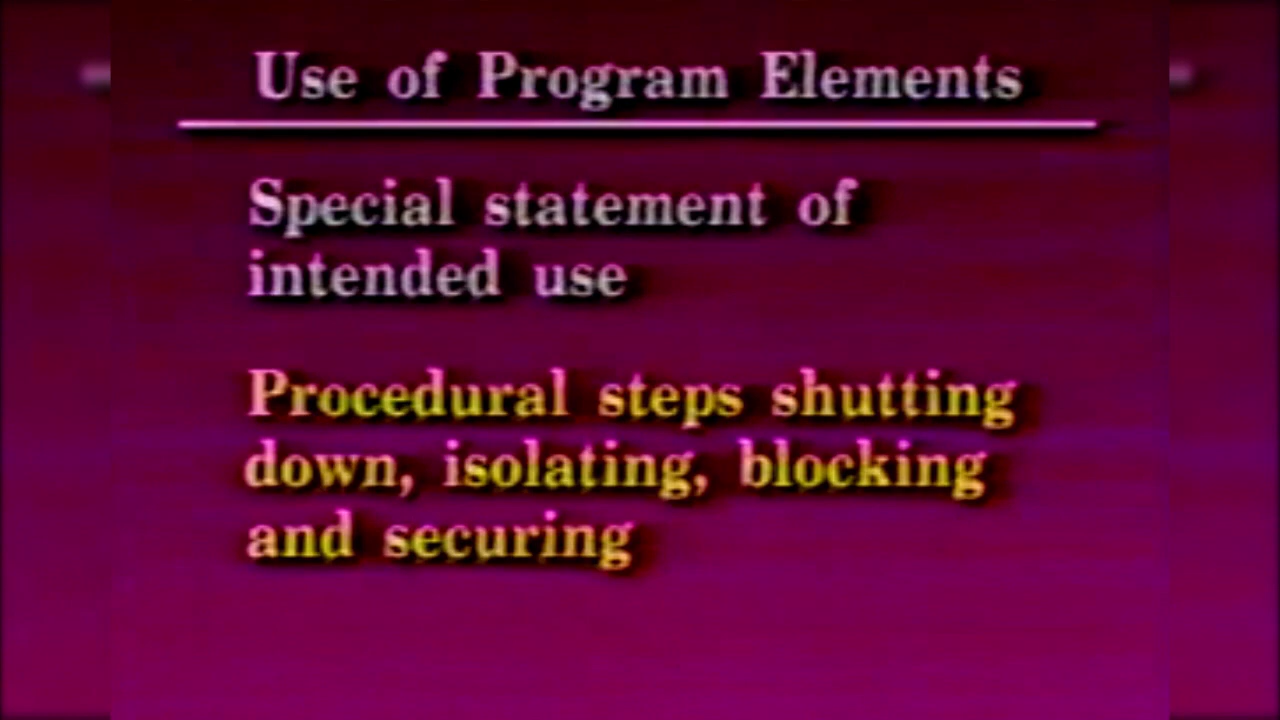 Use of Program Elements
Special statement of
intended use
Procedural steps shutting
down, isolating, blocking
and securing